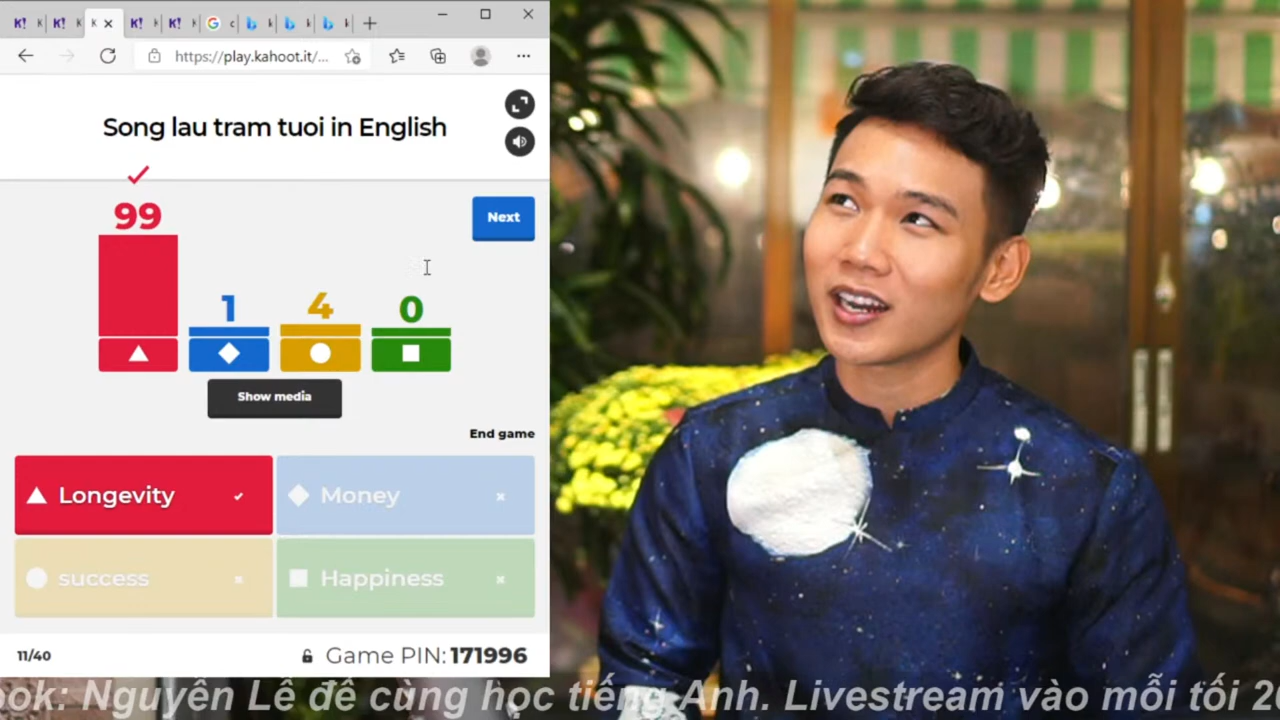 https://play.kahoot.it/...
Song lau tram tuoi in English
99
1
4
0
Next
Show media
End game
Longevity
Money
success
Happiness
11/40
Game PIN: 171996
ook: Nguyên Lê để cùng học tiếng Anh. Livestream vào mỗi tối 2